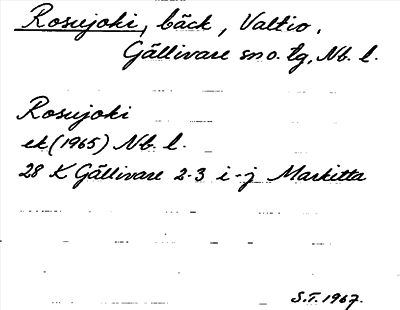 Rosujoki, bäck, Valtio,
Gällivare sn o. tg, Nb. l.
Rosujoki
ek (1965) Nb. l.
28 K Gällivare 2-3 i-j Markitta
S.T. 1967.